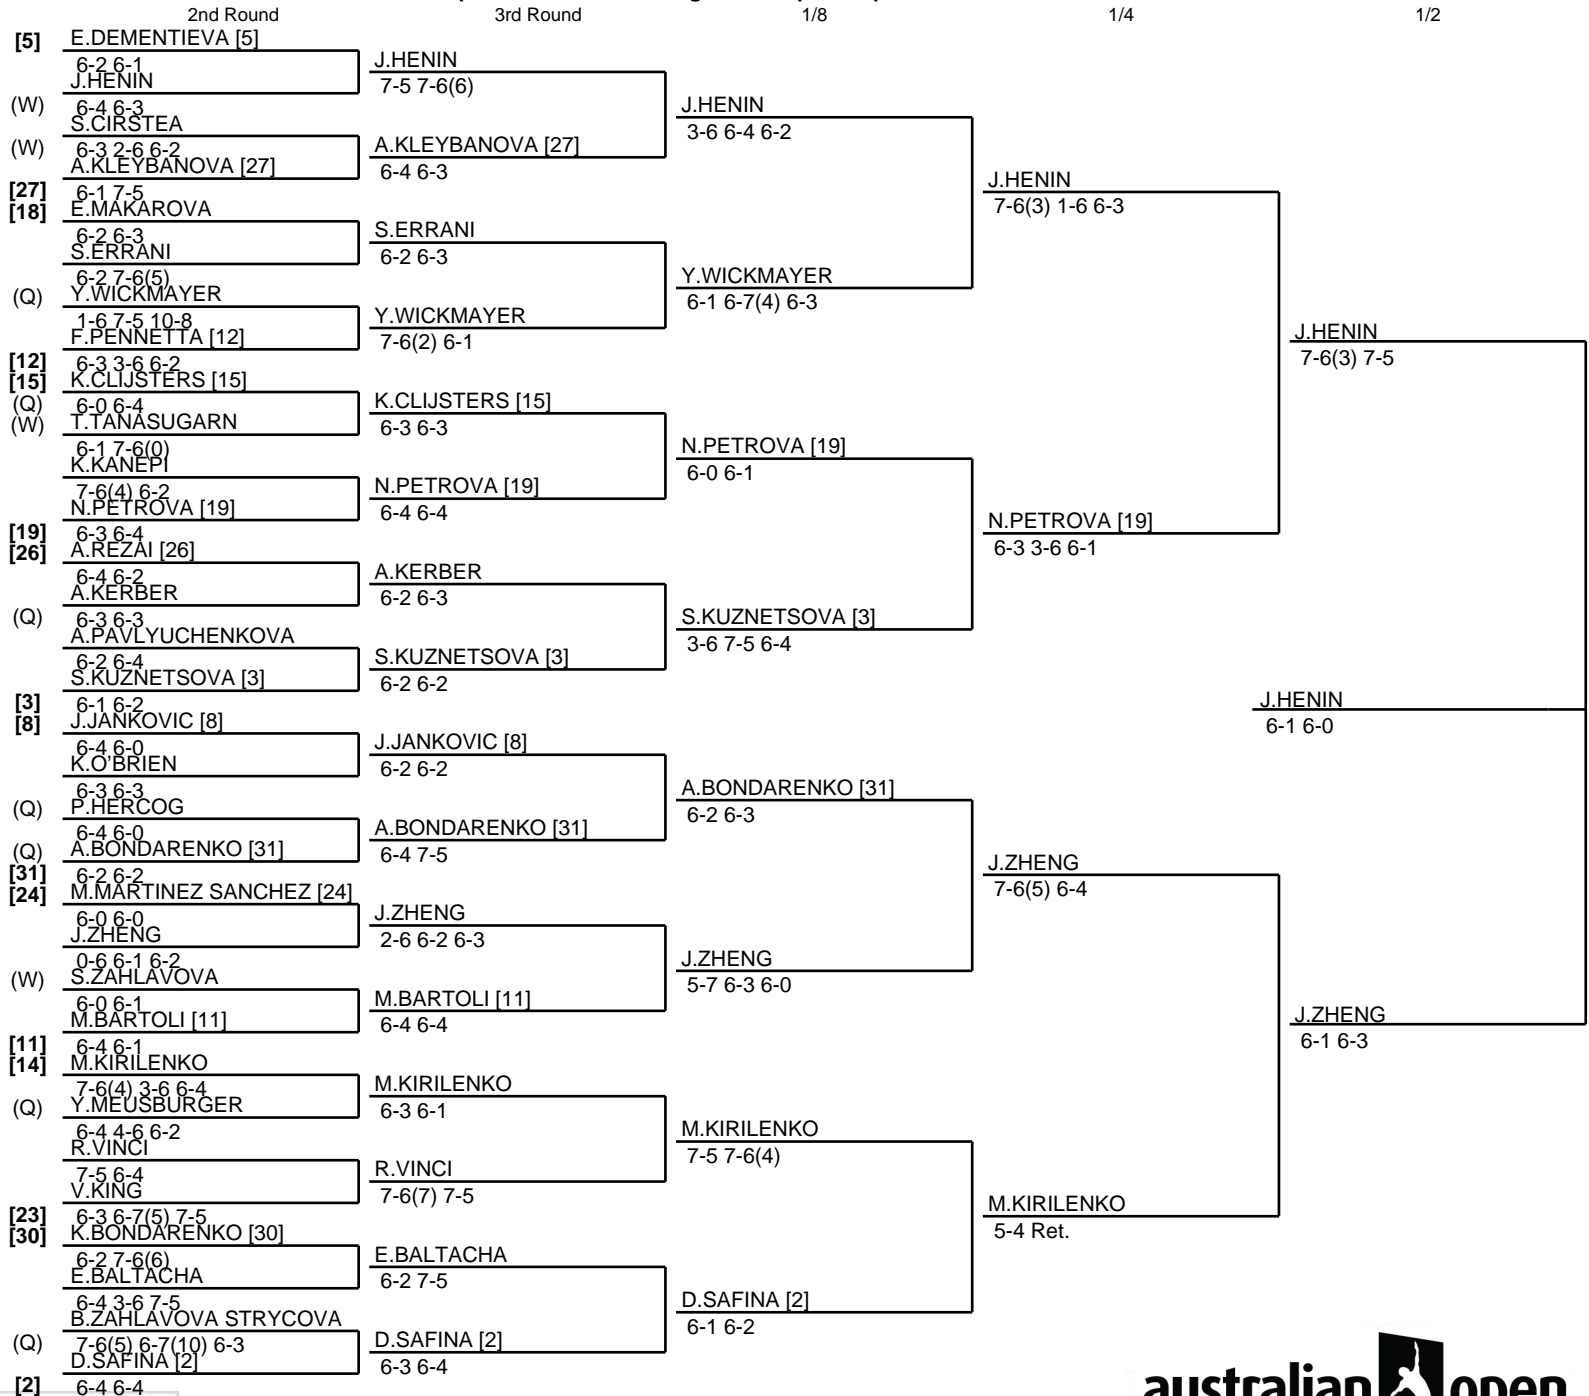 2nd Round 3rd Round 1/8 1/4 1/2
[5] E.DEMENTIEVA [5]
6-2 6-1
J.HENIN
(W) 6-4 6-3
S.CIRSTEA
(W) 6-3 2-6 6-2
A.KLEYBANOVA [27]
[27] 6-1 7-5
[18] E.MAKAROVA
6-2 6-3
S.ERRANI
6-2 7-6(5)
(Q) Y.WICKMAYER
1-6 7-5 10-8
F.PENNETTA [12]
[12] 6-3 3-6 6-2
[15] K.CLIJSTERS [15]
(Q) 6-0 6-4
(W) T.TANASUGARN
6-1 7-6(0)
K.KANEPI
7-6(4) 6-2
N.PETROVA [19]
[19] 6-3 6-4
[26] A.REZAI [26]
6-4 6-2
A.KERBER
(Q) 6-3 6-3
A.PAVLYUCHENKOVA
6-2 6-4
S.KUZNETSOVA [3]
[3] 6-1 6-2
[8] J.JANKOVIC [8]
6-4 6-0
K.O'BRIEN
6-3 6-3
(Q) P.HERCOG
6-4 6-0
(Q) A.BONDARENKO [31]
[31] 6-2 6-2
[24] M.MARTINEZ SANCHEZ [24]
6-0 6-0
J.ZHENG
0-6 6-1 6-2
(W) S.ZAHLAVOVA
6-0 6-1
M.BARTOLI [11]
[11] 6-4 6-1
[14] M.KIRILENKO
7-6(4) 3-6 6-4
(Q) Y.MEUSBURGER
6-4 4-6 6-2
R.VINCI
7-5 6-4
V.KING
[23] 6-3 6-7(5) 7-5
[30] K.BONDARENKO [30]
6-2 7-6(6)
E.BALTACHA
6-4 3-6 7-5
B.ZAHLAVOVA STRYCOVA
(Q) 7-6(5) 6-7(10) 6-3
D.SAFINA [2]
[2] 6-4 6-4
J.HENIN
7-5 7-6(6)
A.KLEYBANOVA [27]
6-4 6-3
S.ERRANI
6-2 6-3
Y.WICKMAYER
7-6(2) 6-1
K.CLIJSTERS [15]
6-3 6-3
N.PETROVA [19]
6-4 6-4
A.KERBER
6-2 6-3
S.KUZNETSOVA [3]
6-2 6-2
J.JANKOVIC [8]
6-2 6-2
A.BONDARENKO [31]
6-4 7-5
J.ZHENG
2-6 6-2 6-3
M.BARTOLI [11]
6-4 6-4
M.KIRILENKO
6-3 6-1
R.VINCI
7-6(7) 7-5
E.BALTACHA
6-2 7-5
D.SAFINA [2]
6-3 6-4
J.HENIN
3-6 6-4 6-2
Y.WICKMAYER
6-1 6-7(4) 6-3
N.PETROVA [19]
6-0 6-1
S.KUZNETSOVA [3]
3-6 7-5 6-4
A.BONDARENKO [31]
6-2 6-3
J.ZHENG
5-7 6-3 6-0
M.KIRILENKO
7-5 7-6(4)
D.SAFINA [2]
6-1 6-2
J.HENIN
7-6(3) 1-6 6-3
N.PETROVA [19]
6-3 3-6 6-1
J.ZHENG
7-6(5) 6-4
M.KIRILENKO
5-4 Ret.
J.HENIN
7-6(3) 7-5
J.ZHENG
6-1 6-3
J.HENIN
6-1 6-0
australian open